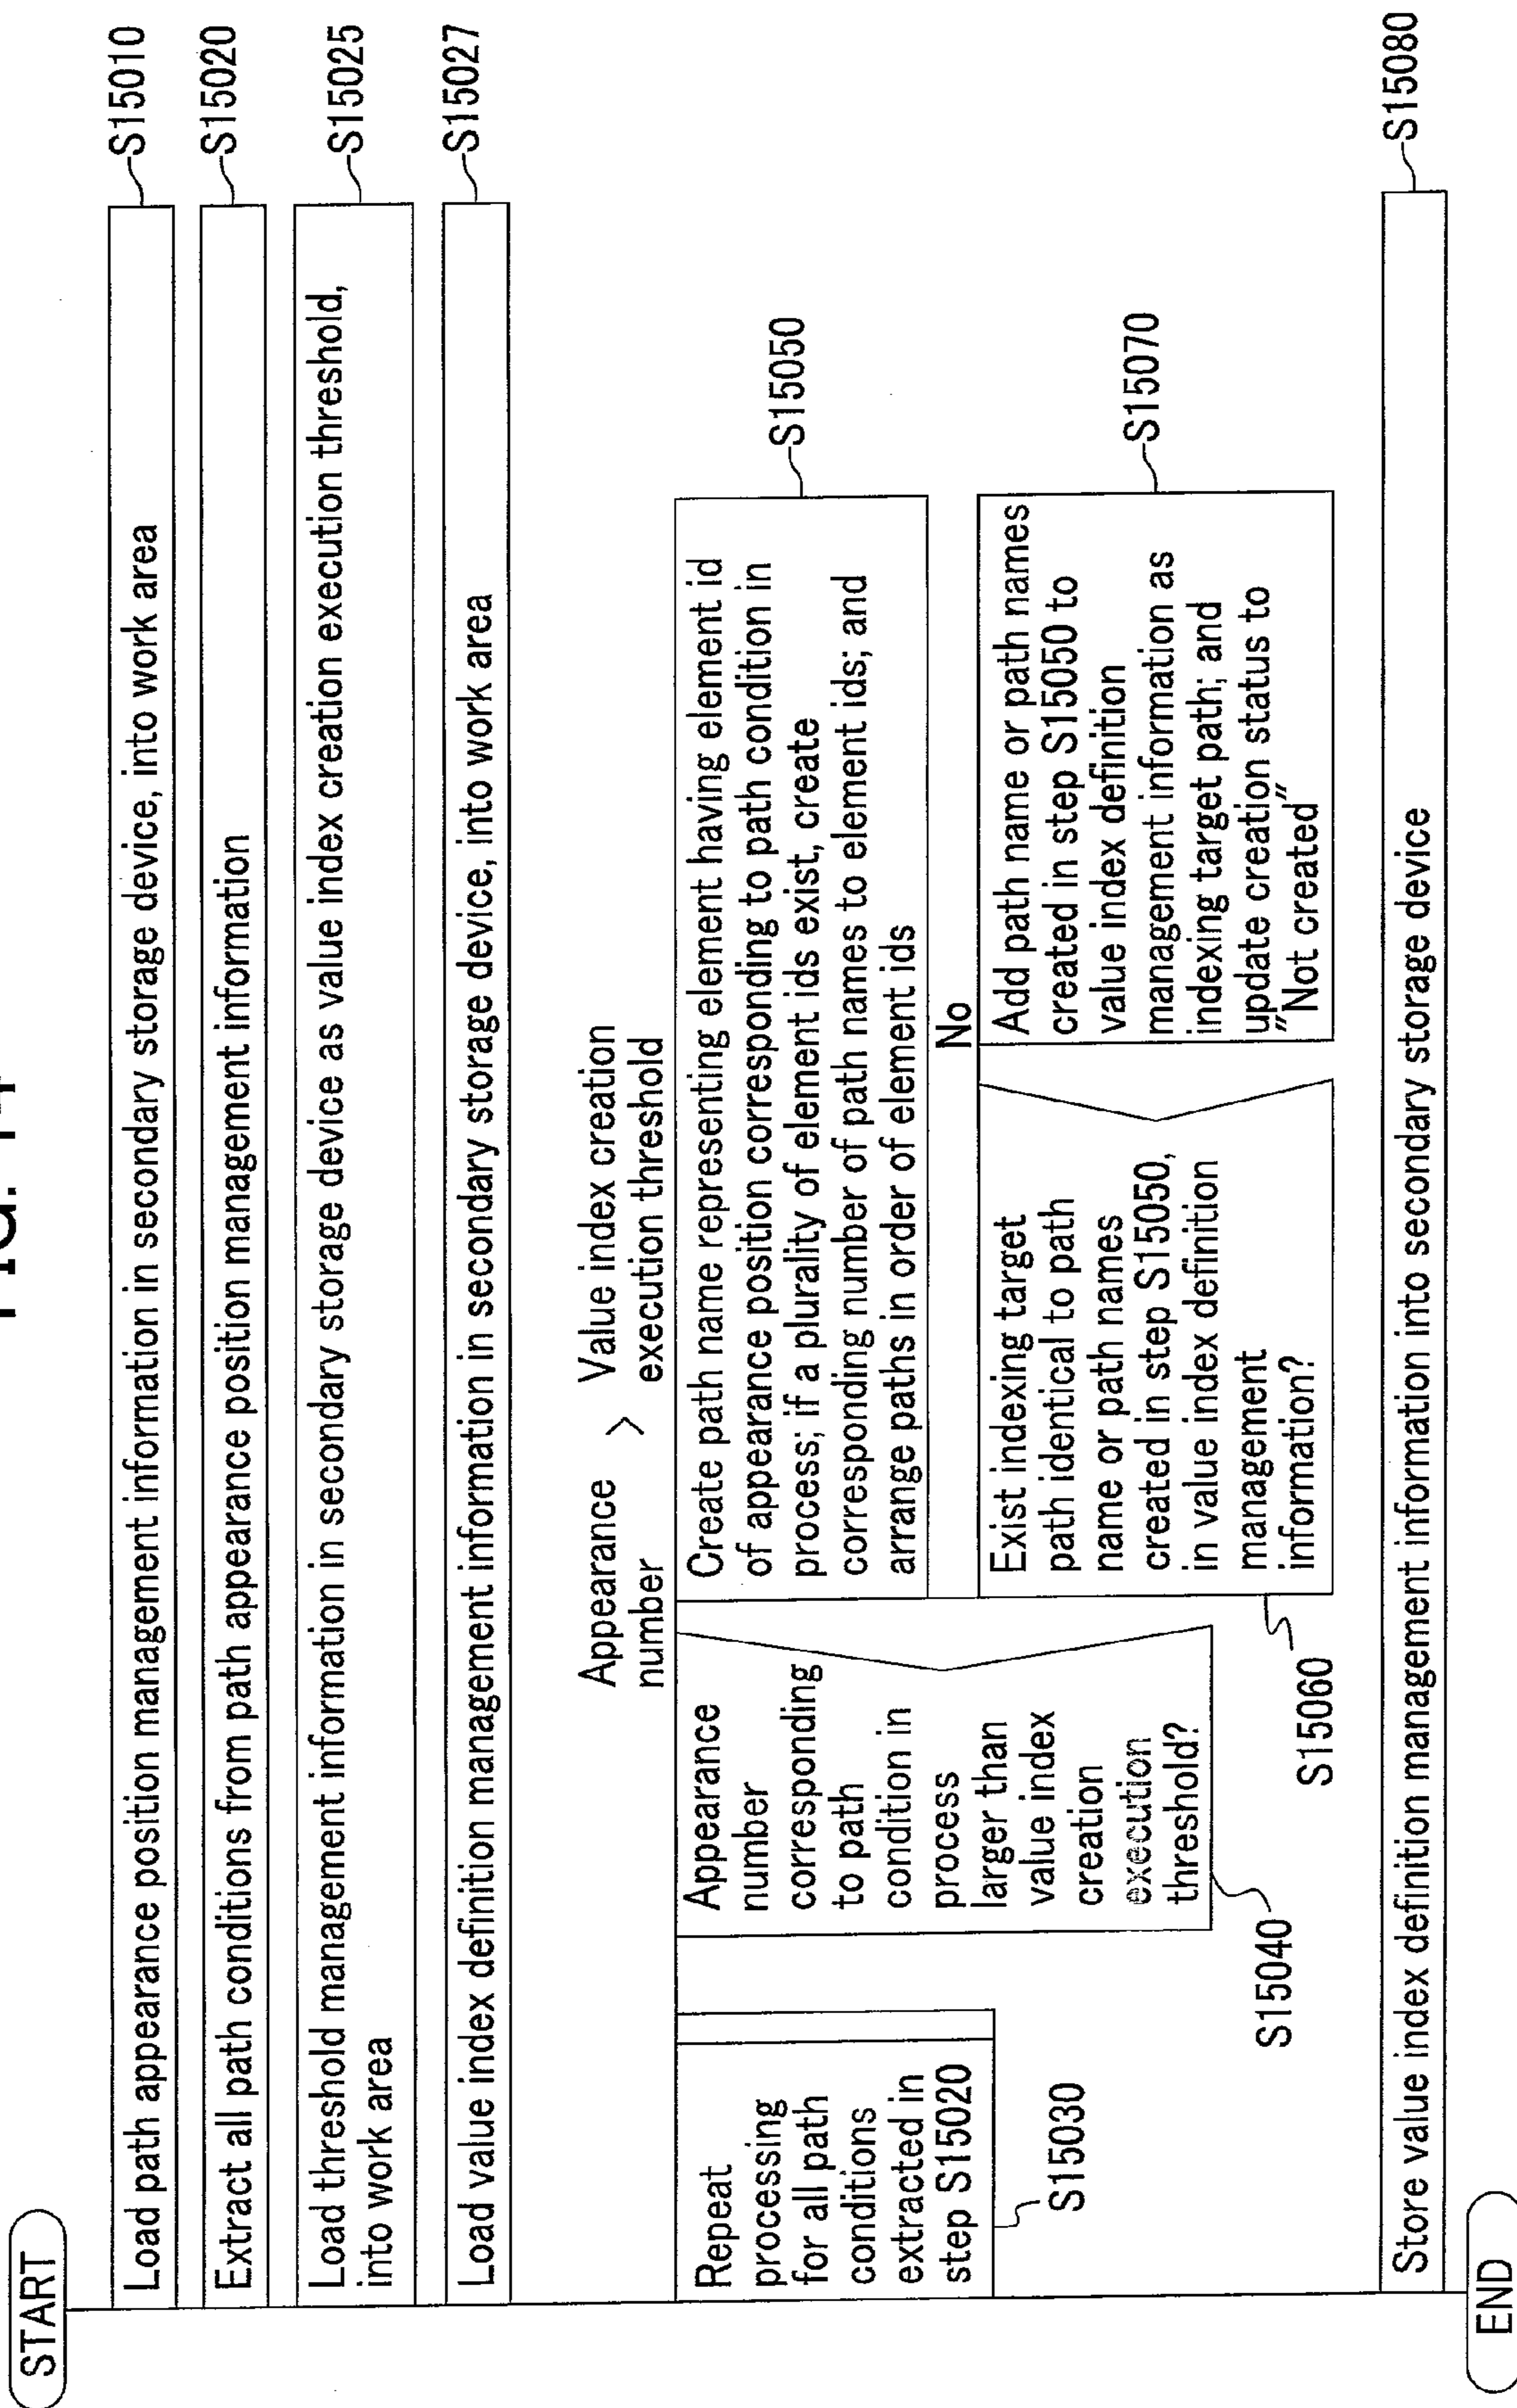 FIG. 14
START
Load path appearance position management information in secondary storage device, into work area
S15010
Extract all path conditions from path appearance position management information
S15020
Load threshold management information in secondary storage device as value index creation execution threshold,
into work area
S15025
Load value index definition management information in secondary storage device, into work area
S15027
Appearance > Value index creation
number execution threshold
Repeat
processing
for all path
conditions
extracted in
step S15020
S15030
Appearance
number
corresponding
to path
condition in
process
larger than
value index
creation
execution
threshold?
S15040
Create path name representing element having element id
of appearance position corresponding to path condition in
process; if a plurality of element ids exist, create
corresponding number of path names to element ids; and
arrange paths in order of element ids
S15050
No
Exist indexing target
path identical to path
name or path names
created in step S15050,
in value index definition
management
information?
S15060
Add path name or path names
created in step S15050 to
value index definition
management information as
indexing target path; and
update creation status to
"Not created"
S15070
Store value index definition management information into secondary storage device
S15080
END